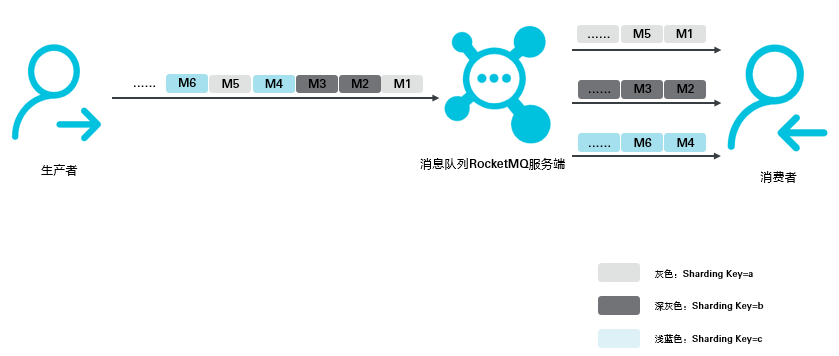 ...... M5 M1
...... M6 M5 M4 M3 M2 M1
...... M3 M2
...... M6 M4
生产者
消息队列RocketMQ服务端
消费者
灰色：Sharding Key=a
深灰色：Sharding Key=b
浅蓝色：Sharding Key=c